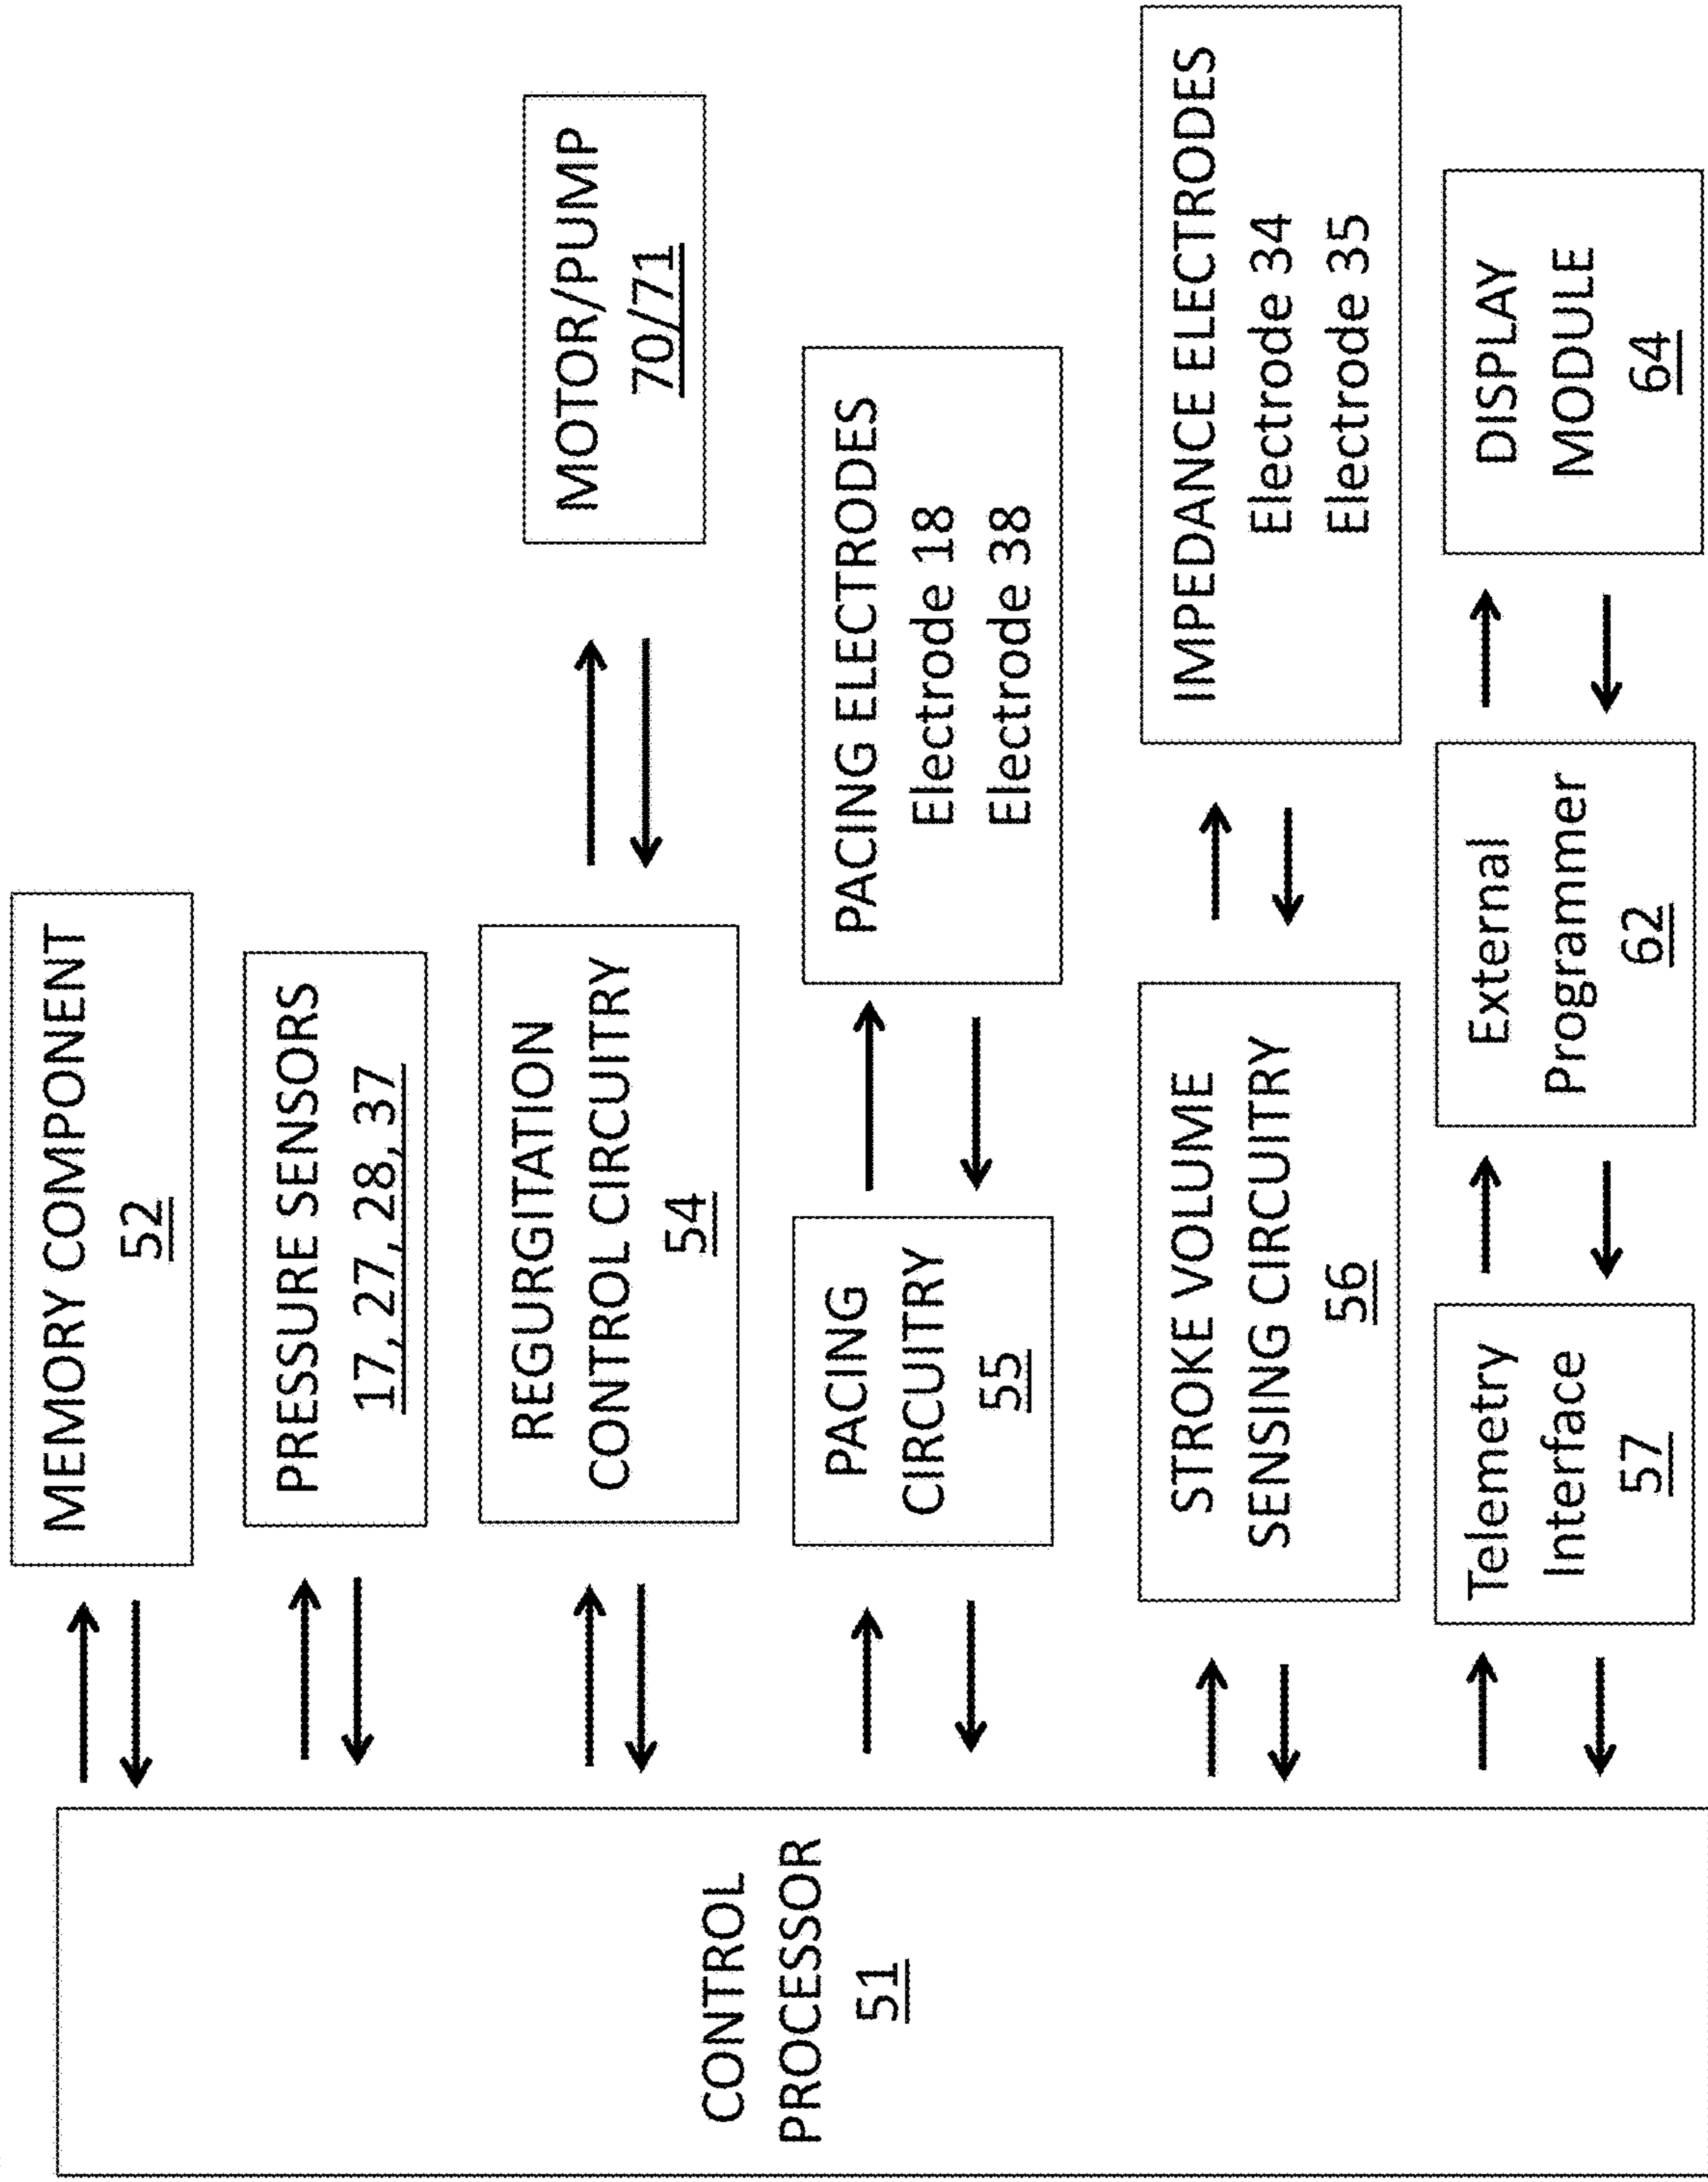 CONTROL
PROCESSOR
51
MEMORY COMPONENT
52
PRESSURE SENSORS
17, 27, 28, 37
REGURGITATION
CONTROL CIRCUITRY
54
MOTOR/PUMP
70/71
PACING
CIRCUITRY
55
PACING ELECTRODES
Electrode 18
Electrode 38
STROKE VOLUME
SENSING CIRCUITRY
56
IMPEDANCE ELECTRODES
Electrode 34
Electrode 35
Telemetry
Interface
57
External
Programmer
62
DISPLAY
MODULE
64